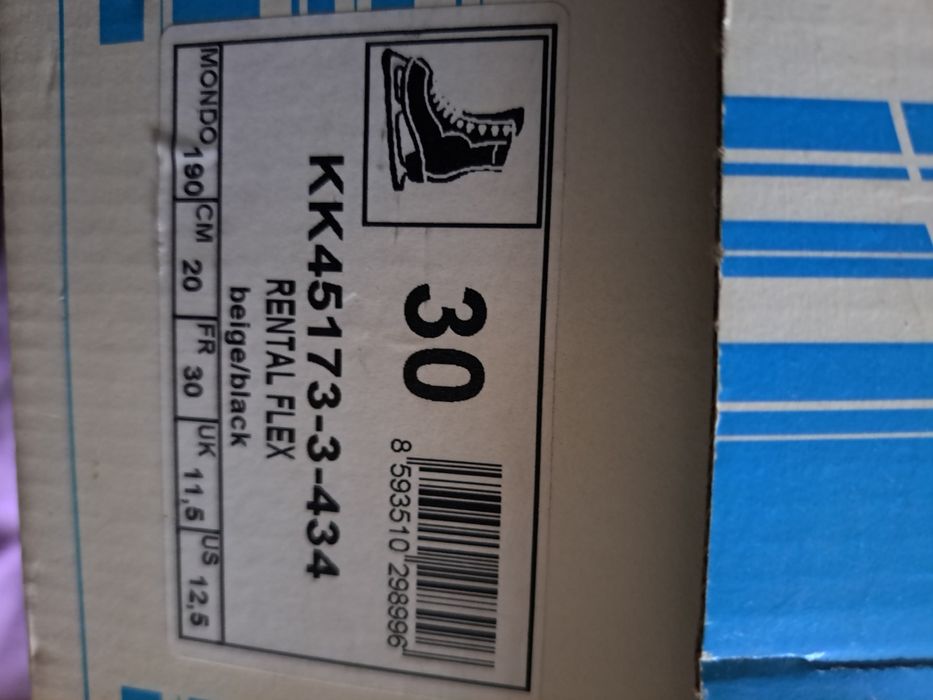 30
8 593510 298996
KK45173-3-434
RENTAL FLEX
beige/black
MONDO 190 CM 20 FR 30 UK 11,5 US 12,5